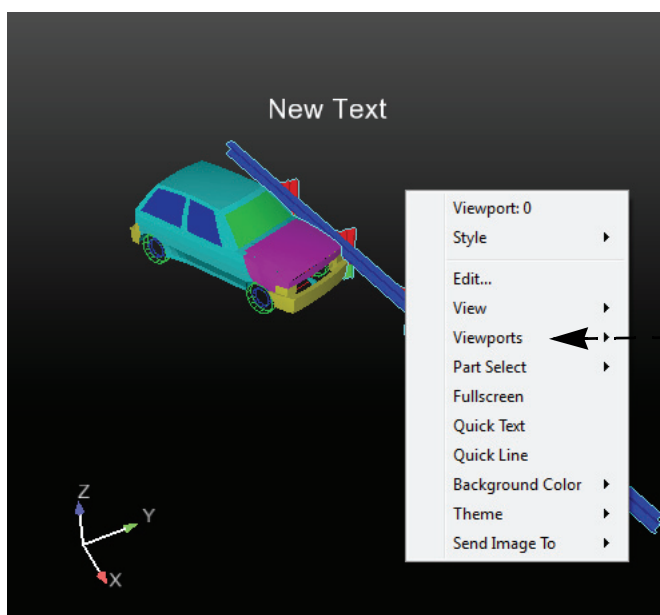 New Text
Viewport: 0
Style
Edit...
View
Viewports
Part Select
Fullscreen
Quick Text
Quick Line
Background Color
Theme
Send Image To
Z
Y
X